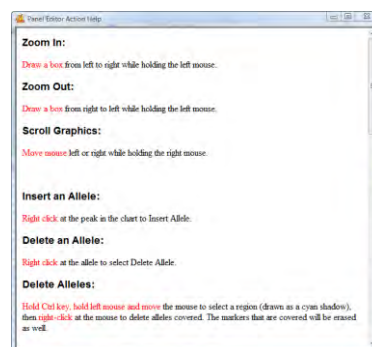 Panel Editor Action Help
Zoom In:
Draw a box from left to right while holding the left mouse.
Zoom Out:
Draw a box from right to left while holding the left mouse.
Scroll Graphics:
Move mouse left or right while holding the right mouse.
Insert an Allele:
Right click at the peak in the chart to Insert Allele.
Delete an Allele:
Right click at the allele to select Delete Allele.
Delete Alleles:
Hold Ctrl key, hold left mouse and move the mouse to select a region (drawn as a cyan shadow),
then right-click at the mouse to delete alleles covered. The markers that are covered will be erased
as well.